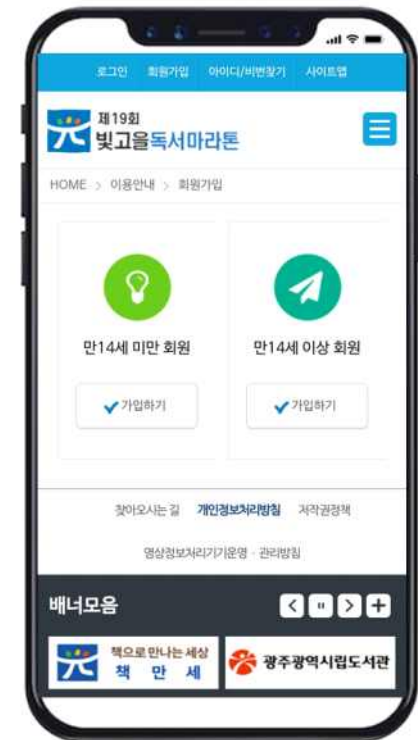 로그인 회원가입 아이디/비번찾기 사이트맵
제19회
빛고을독서마라톤
HOME > 이용안내 > 회원가입
만14세 미만 회원 만14세 이상 회원
가입하기 가입하기
찾아오시는 길 개인정보처리방침 저작권정책
영상정보처리기기운영 · 관리방침
배너모음
책으로 만나는 세상
책 만 세
광주광역시립도서관